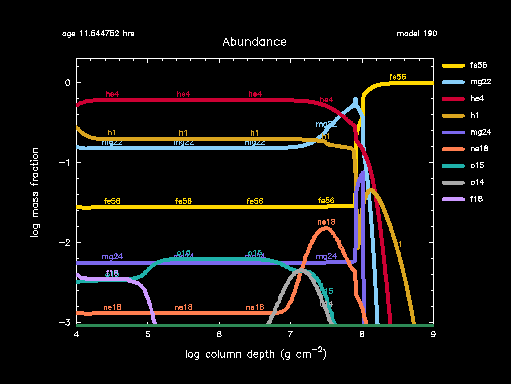 age 11.644752 hrs
model 190
Abundance
log mass fraction
0
-1
-2
-3
4
5
6
7
8
9
log column depth (g cm-2)
he4 he4 he4
h1 h1 h1 h1
mg22 mg22 mg22 mg22
fe56 fe56 fe56 fe56 fe56
mg24 mg24 mg24
o15 o15 o15
f18
ne18 ne18 ne18 ne18
fe56
mg22
he4
h1
mg24
ne18
o15
o14
f18